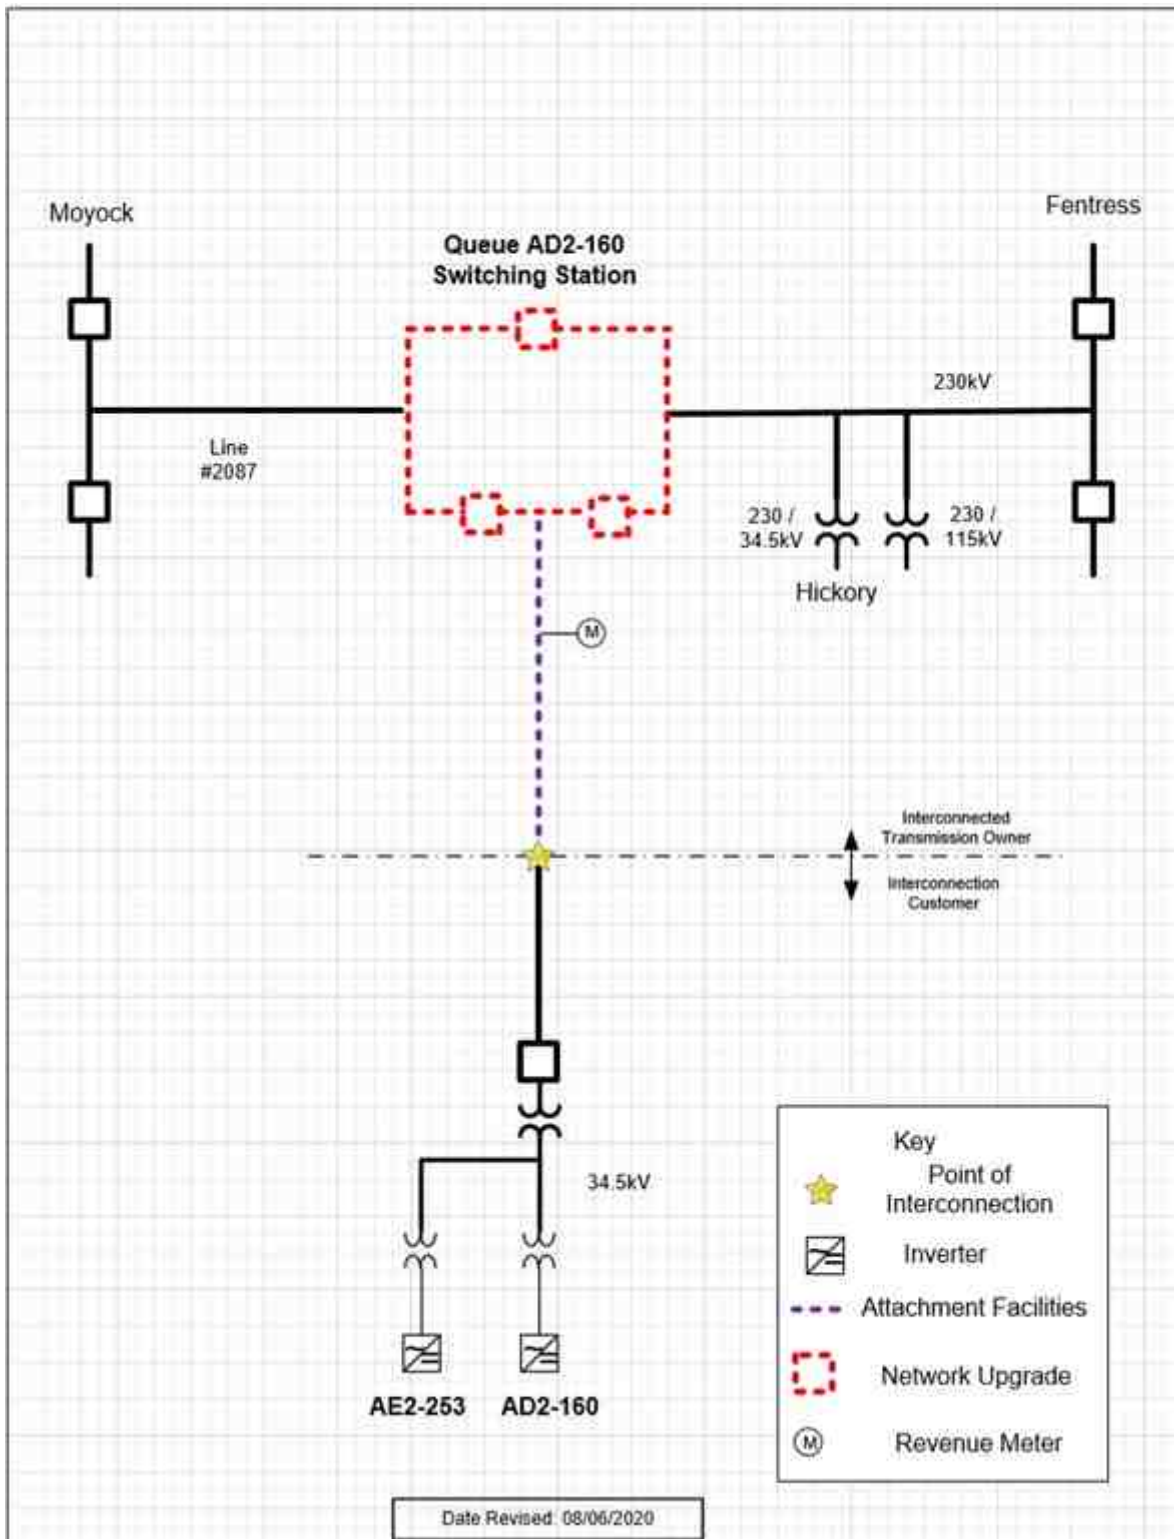 Moyock
Fentress
Queue AD2-160
Switching Station
230kV
Line
#2087
230 /
34.5kV
230 /
115kV
Hickory
M
Interconnected
Transmission Owner
Interconnection
Customer
34.5kV
AE2-253
AD2-160
Key
Point of
Interconnection
Inverter
Attachment Facilities
Network Upgrade
M
Revenue Meter
Date Revised: 08/06/2020